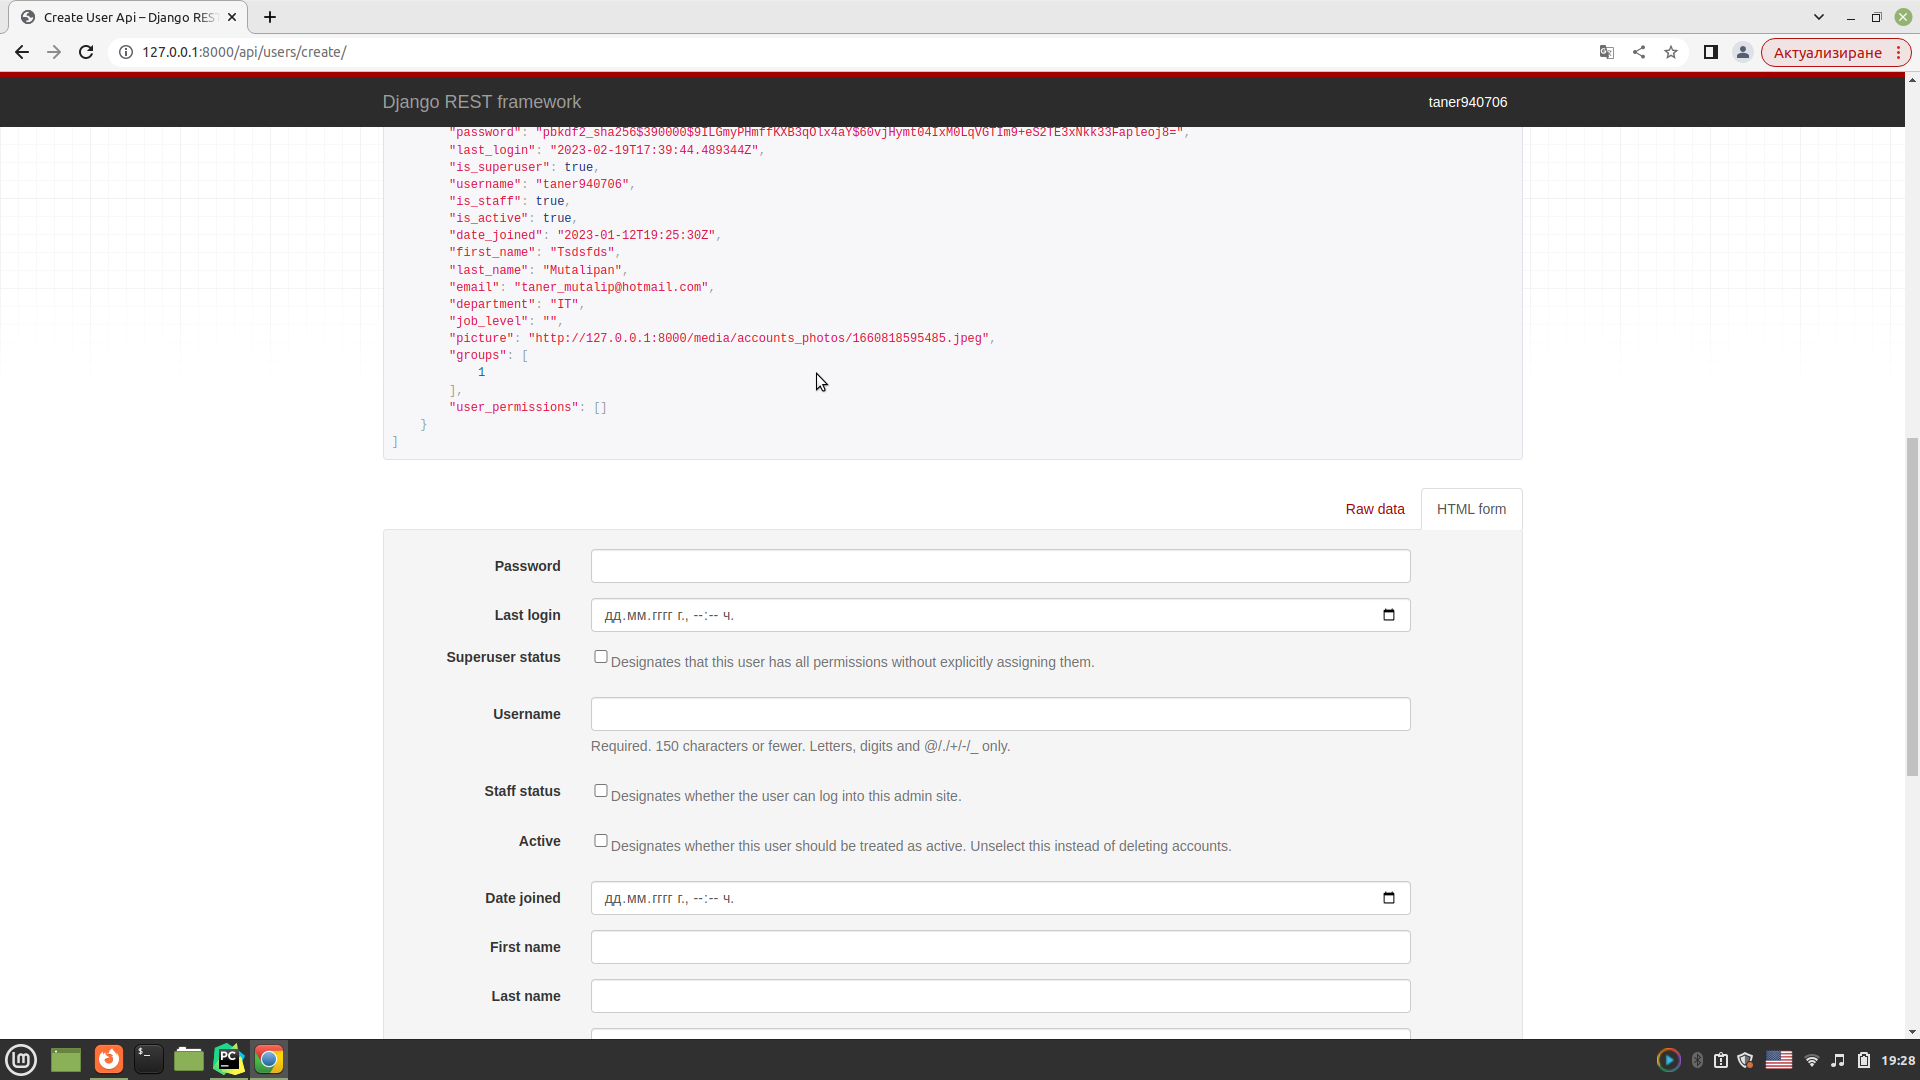 Create User Api – Django RES
127.0.0.1:8000/api/users/create/
Актуализиране
Django REST framework
taner940706
"password": "pbkdf2_sha256$390000$9ILGmyPHmffKXB3qOlx4aY$60vjHymt04IxM0LqVGTIm9+eS2TE3xNkk33Fapleoj8=",
"last_login": "2023-02-19T17:39:44.489344Z",
"is_superuser": true,
"username": "taner940706",
"is_staff": true,
"is_active": true,
"date_joined": "2023-01-12T19:25:30Z",
"first_name": "Tsdsfds",
"last_name": "Mutalipan",
"email": "taner_mutalip@hotmail.com",
"department": "IT",
"job_level": "",
"picture": "http://127.0.0.1:8000/media/accounts_photos/1660818595485.jpeg",
"groups": [
1
],
"user_permissions": []
}
]
Raw data
HTML form
Password
Last login
дд.мм.гггг г., --:-- ч.
Superuser status
Designates that this user has all permissions without explicitly assigning them.
Username
Required. 150 characters or fewer. Letters, digits and @/./+/-/_ only.
Staff status
Designates whether the user can log into this admin site.
Active
Designates whether this user should be treated as active. Unselect this instead of deleting accounts.
Date joined
дд.мм.гггг г., --:-- ч.
First name
Last name
19:28